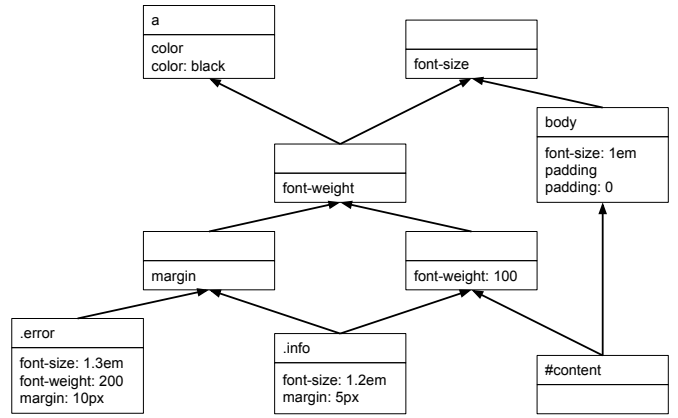 a
color
color: black
font-size
body
font-size: 1em
padding
padding: 0
font-weight
margin
font-weight: 100
.error
font-size: 1.3em
font-weight: 200
margin: 10px
.info
font-size: 1.2em
margin: 5px
#content